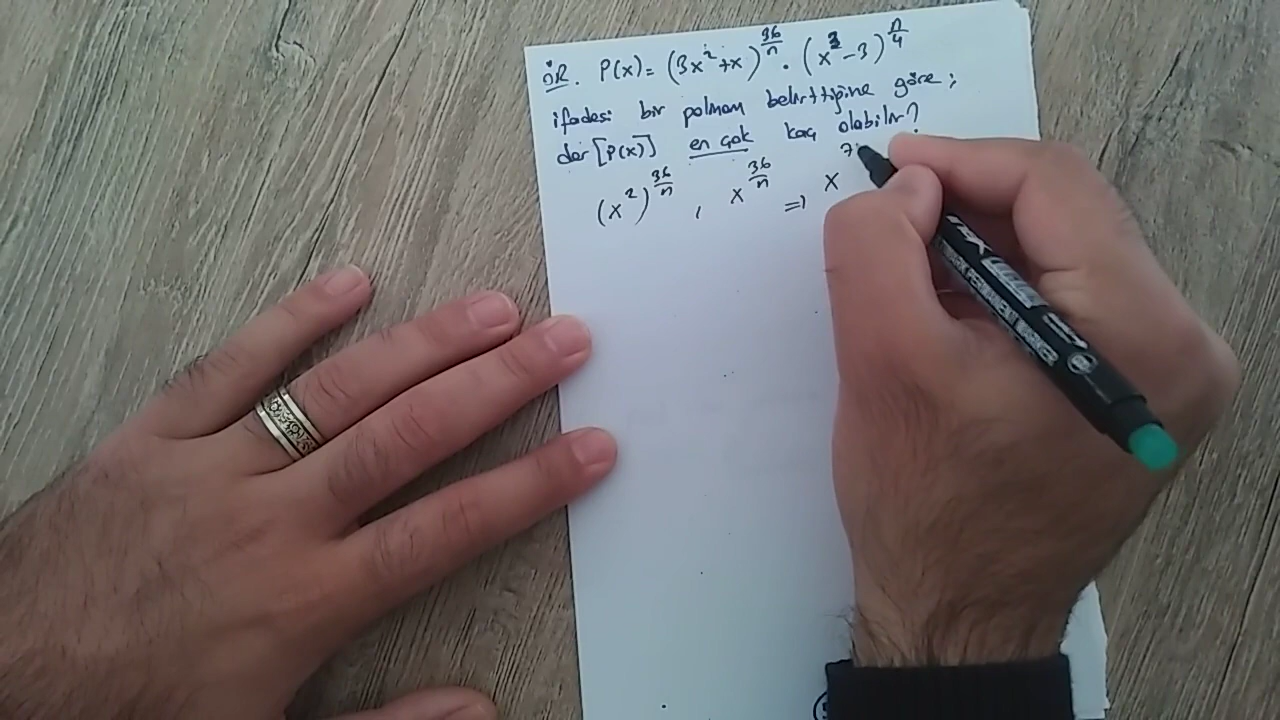 ÖR. P(x) = (3x²+x)^(36/n) · (x³-3)^(n/4)
ifadesi bir polinom belirttiğine göre;
der[P(x)] en çok kaç olabilir?
(x²)^(36/n) , x^(36/n) ⇒ x^7